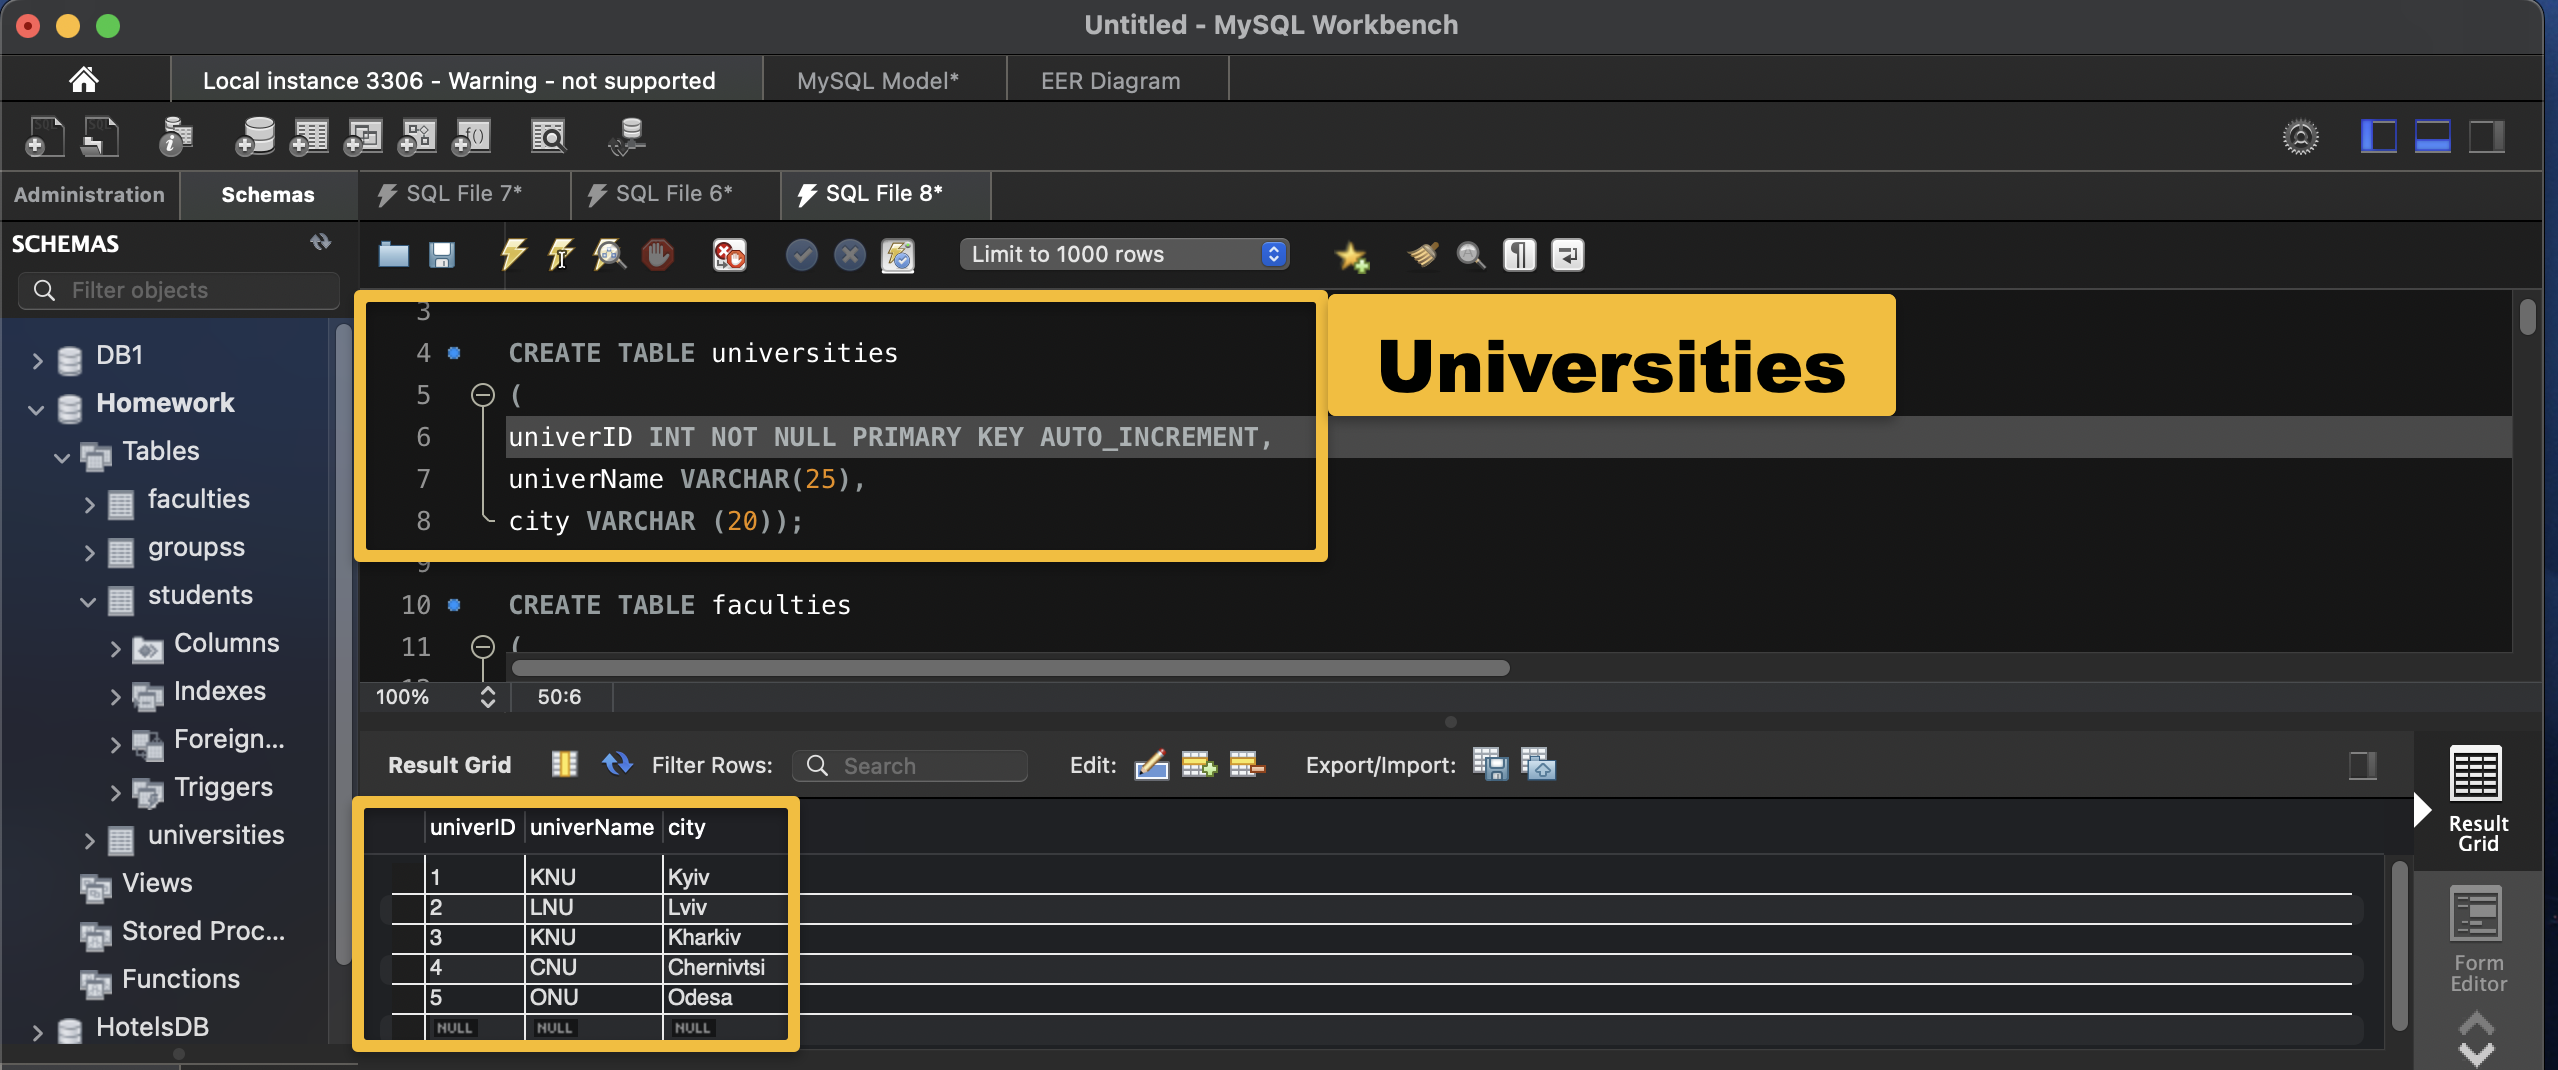 Untitled - MySQL Workbench
Local instance 3306 - Warning - not supported
MySQL Model*
EER Diagram
Administration
Schemas
SQL File 7*
SQL File 6*
SQL File 8*
SCHEMAS
Limit to 1000 rows
Filter objects
DB1
Homework
Tables
faculties
groupss
students
Columns
Indexes
Foreign...
Triggers
universities
Views
Stored Proc...
Functions
HotelsDB
3
4 CREATE TABLE universities
5 (
6 univerID INT NOT NULL PRIMARY KEY AUTO_INCREMENT,
7 univerName VARCHAR(25),
8 city VARCHAR (20));
9
10 CREATE TABLE faculties
11 (
Universities
100% 50:6
Result Grid Filter Rows: Search Edit: Export/Import:
univerID univerName city
1 KNU Kyiv
2 LNU Lviv
3 KNU Kharkiv
4 CNU Chernivtsi
5 ONU Odesa
NULL NULL NULL
Result
Grid
Form
Editor